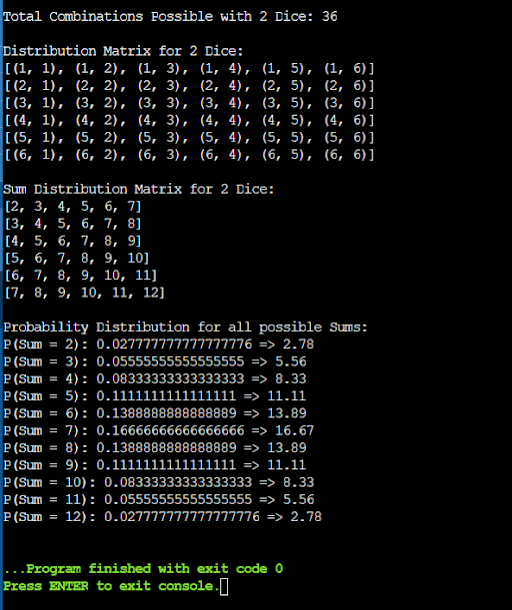 Total Combinations Possible with 2 Dice: 36
Distribution Matrix for 2 Dice:
[(1, 1), (1, 2), (1, 3), (1, 4), (1, 5), (1, 6)]
[(2, 1), (2, 2), (2, 3), (2, 4), (2, 5), (2, 6)]
[(3, 1), (3, 2), (3, 3), (3, 4), (3, 5), (3, 6)]
[(4, 1), (4, 2), (4, 3), (4, 4), (4, 5), (4, 6)]
[(5, 1), (5, 2), (5, 3), (5, 4), (5, 5), (5, 6)]
[(6, 1), (6, 2), (6, 3), (6, 4), (6, 5), (6, 6)]
Sum Distribution Matrix for 2 Dice:
[2, 3, 4, 5, 6, 7]
[3, 4, 5, 6, 7, 8]
[4, 5, 6, 7, 8, 9]
[5, 6, 7, 8, 9, 10]
[6, 7, 8, 9, 10, 11]
[7, 8, 9, 10, 11, 12]
Probability Distribution for all possible Sums:
P(Sum = 2): 0.027777777777777776 => 2.78
P(Sum = 3): 0.05555555555555555 => 5.56
P(Sum = 4): 0.08333333333333333 => 8.33
P(Sum = 5): 0.1111111111111111 => 11.11
P(Sum = 6): 0.1388888888888889 => 13.89
P(Sum = 7): 0.16666666666666666 => 16.67
P(Sum = 8): 0.1388888888888889 => 13.89
P(Sum = 9): 0.1111111111111111 => 11.11
P(Sum = 10): 0.08333333333333333 => 8.33
P(Sum = 11): 0.05555555555555555 => 5.56
P(Sum = 12): 0.027777777777777776 => 2.78
...Program finished with exit code 0
Press ENTER to exit console.